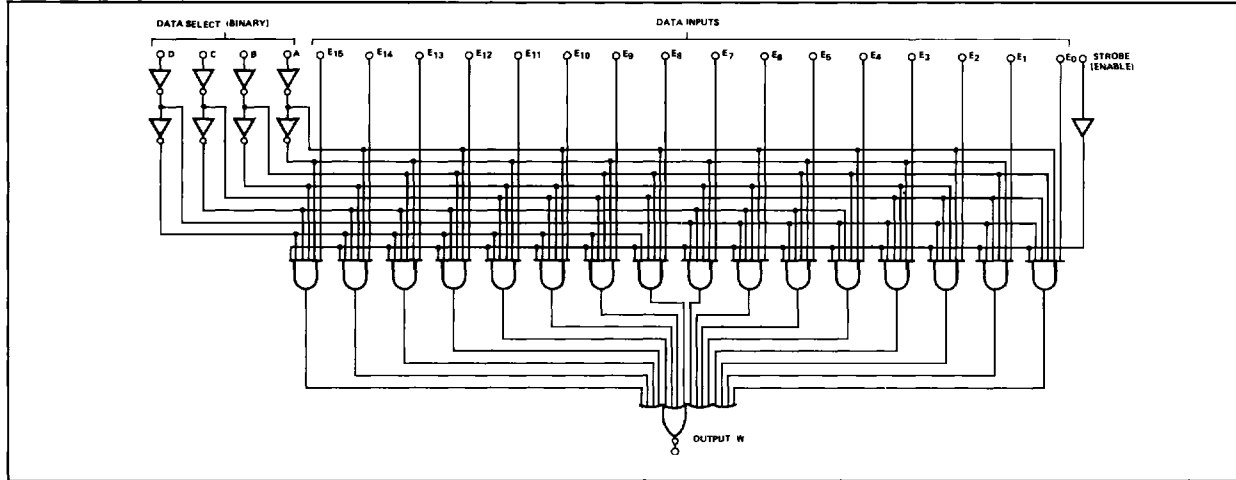 DATA SELECT (BINARY)
DATA INPUTS
D C B A E15 E14 E13 E12 E11 E10 E9 E8 E7 E6 E5 E4 E3 E2 E1 E0 STROBE
(ENABLE)
OUTPUT W